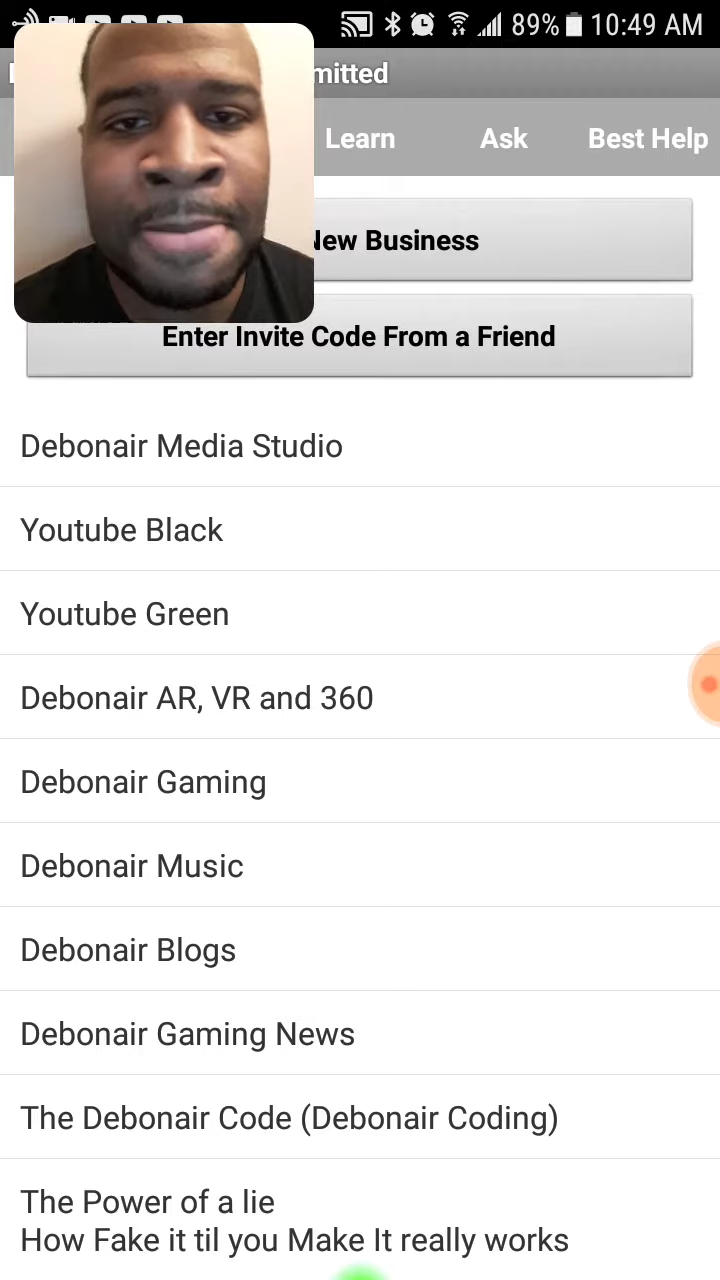 89% 10:49 AM
mitted
Learn Ask Best Help
New Business
Enter Invite Code From a Friend
Debonair Media Studio
Youtube Black
Youtube Green
Debonair AR, VR and 360
Debonair Gaming
Debonair Music
Debonair Blogs
Debonair Gaming News
The Debonair Code (Debonair Coding)
The Power of a lie
How Fake it til you Make It really works